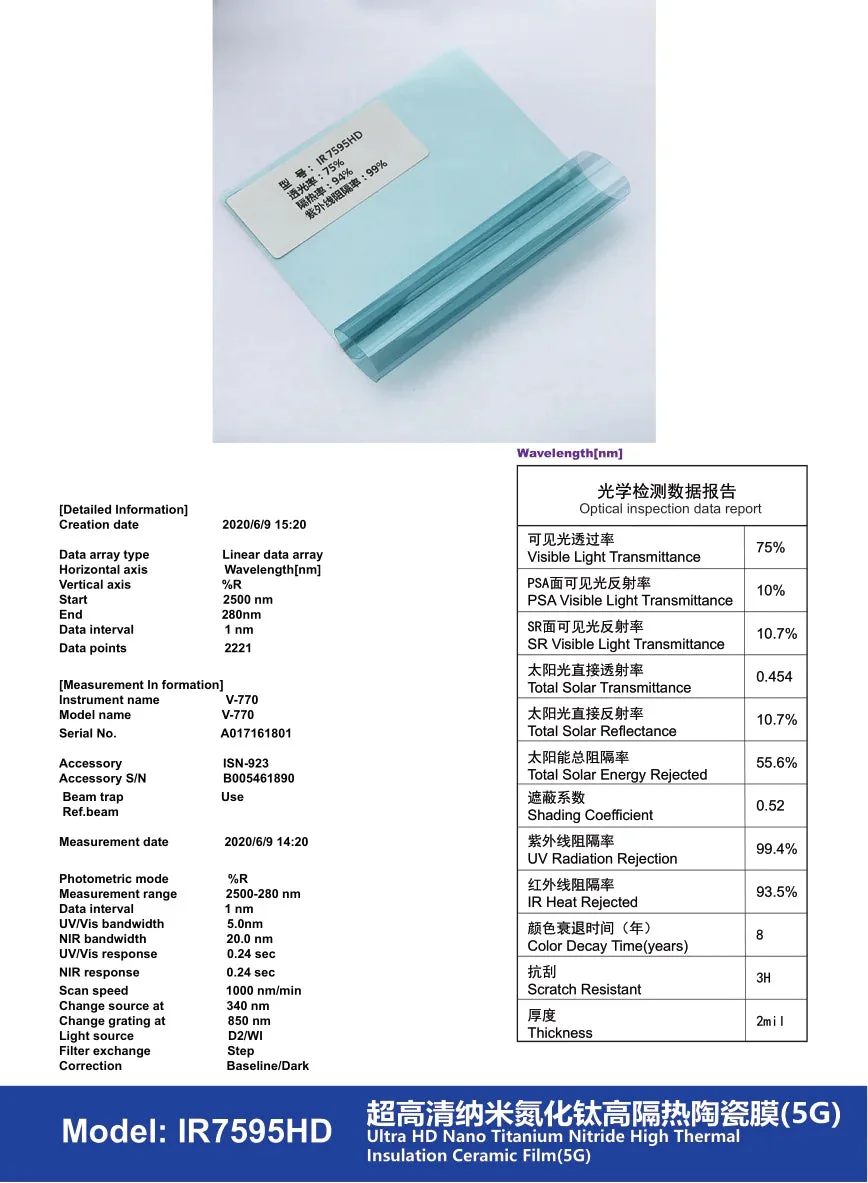 型 号：IR7595HD
透光率：75%
隔热率：94%
紫外线阻隔率：99%
Wavelength[nm]
[Detailed Information]
Creation date 2020/6/9 15:20
Data array type Linear data array
Horizontal axis Wavelength[nm]
Vertical axis %R
Start 2500 nm
End 280nm
Data interval 1 nm
Data points 2221
[Measurement In formation]
Instrument name V-770
Model name V-770
Serial No. A017161801
Accessory ISN-923
Accessory S/N B005461890
Beam trap Use
Ref.beam
Measurement date 2020/6/9 14:20
Photometric mode %R
Measurement range 2500-280 nm
Data interval 1 nm
UV/Vis bandwidth 5.0nm
NIR bandwidth 20.0 nm
UV/Vis response 0.24 sec
NIR response 0.24 sec
Scan speed 1000 nm/min
Change source at 340 nm
Change grating at 850 nm
Light source D2/WI
Filter exchange Step
Correction Baseline/Dark
光学检测数据报告
Optical inspection data report
可见光透过率
Visible Light Transmittance 75%
PSA面可见光反射率
PSA Visible Light Transmittance 10%
SR面可见光反射率
SR Visible Light Transmittance 10.7%
太阳光直接透射率
Total Solar Transmittance 0.454
太阳光直接反射率
Total Solar Reflectance 10.7%
太阳能总阻隔率
Total Solar Energy Rejected 55.6%
遮蔽系数
Shading Coefficient 0.52
紫外线阻隔率
UV Radiation Rejection 99.4%
红外线阻隔率
IR Heat Rejected 93.5%
颜色衰退时间（年）
Color Decay Time(years) 8
抗刮
Scratch Resistant 3H
厚度
Thickness 2mil
Model: IR7595HD
超高清纳米氮化钛高隔热陶瓷膜(5G)
Ultra HD Nano Titanium Nitride High Thermal
Insulation Ceramic Film(5G)